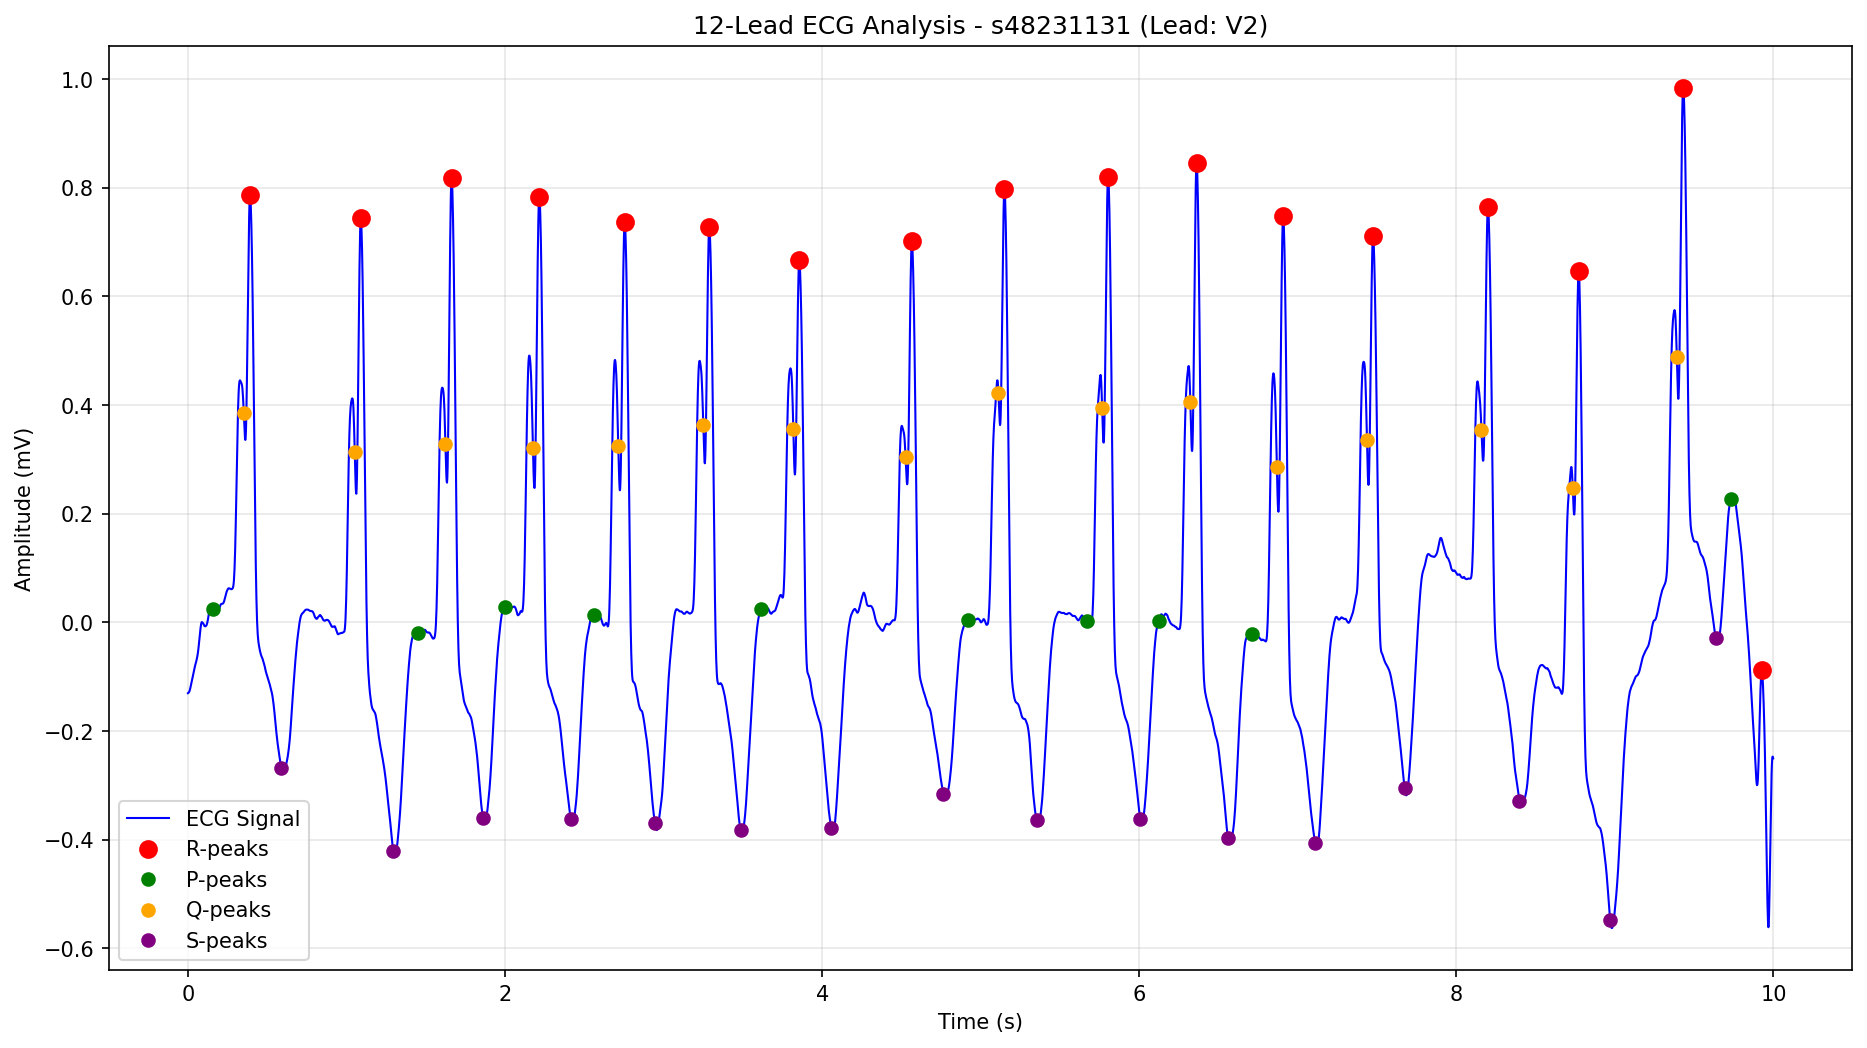 12-Lead ECG Analysis - s48231131 (Lead: V2)
Amplitude (mV)
1.0
0.8
0.6
0.4
0.2
0.0
−0.2
−0.4
−0.6
ECG Signal
R-peaks
P-peaks
Q-peaks
S-peaks
0 2 4 6 8 10
Time (s)